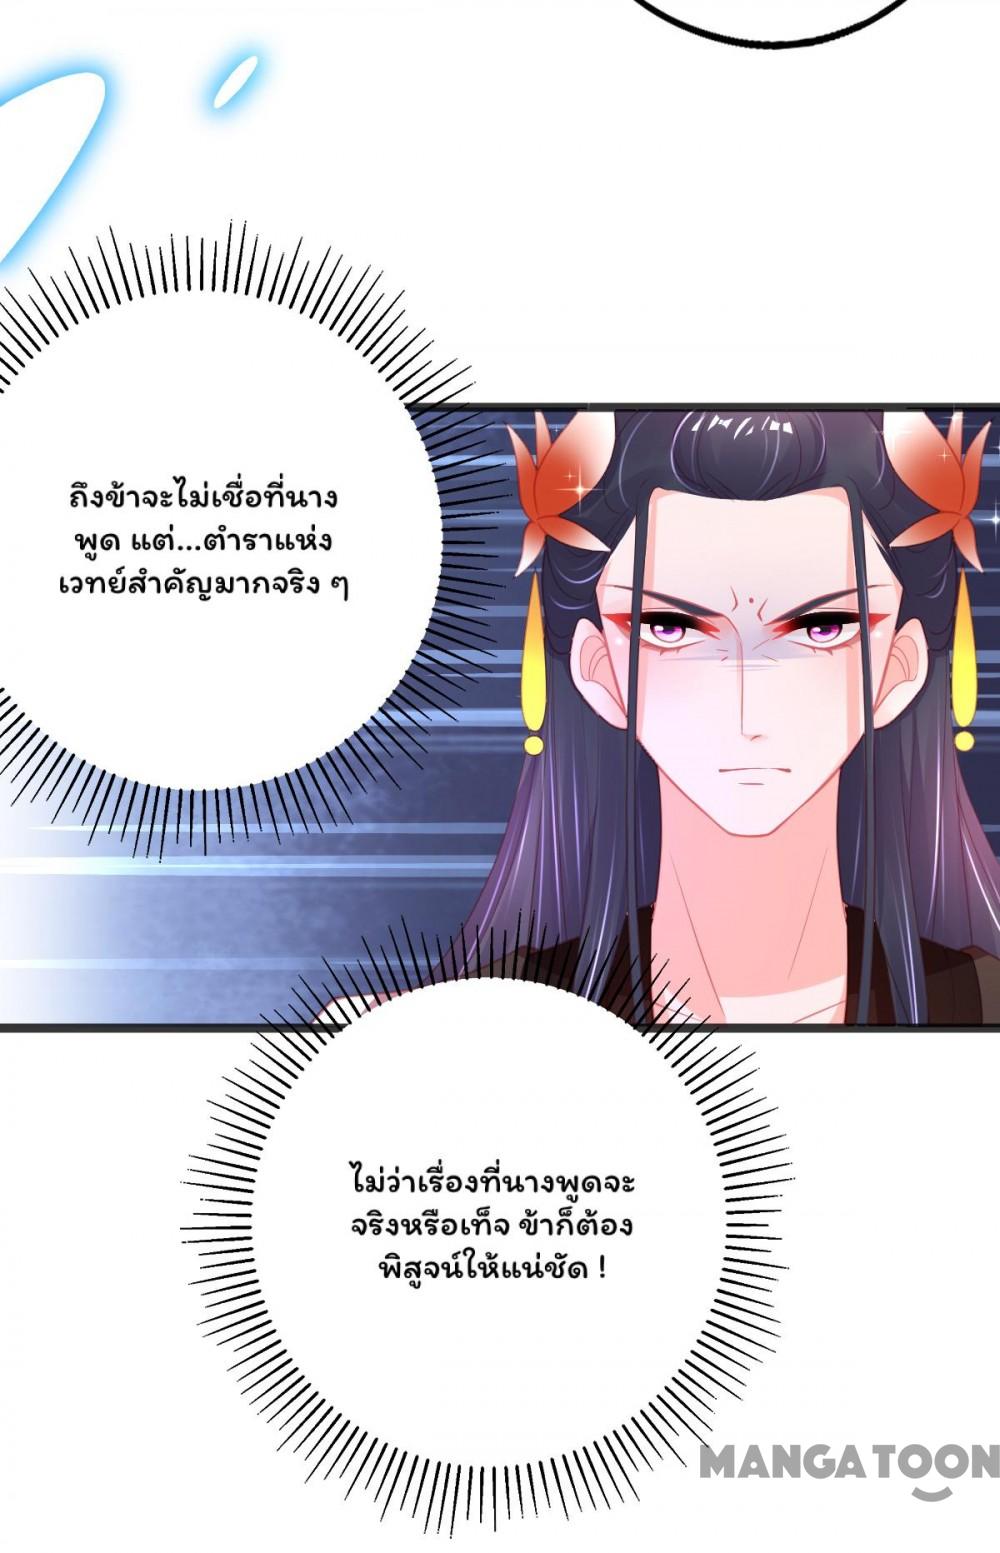 ถึงข้าจะไม่เชื่อที่นาง
พูด แต่...ตำราแห่ง
เวทย์สำคัญมากจริง ๆ
ไม่ว่าเรื่องที่นางพูดจะ
จริงหรือเท็จ ข้าก็ต้อง
พิสูจน์ให้แน่ชัด !
MANGATOON